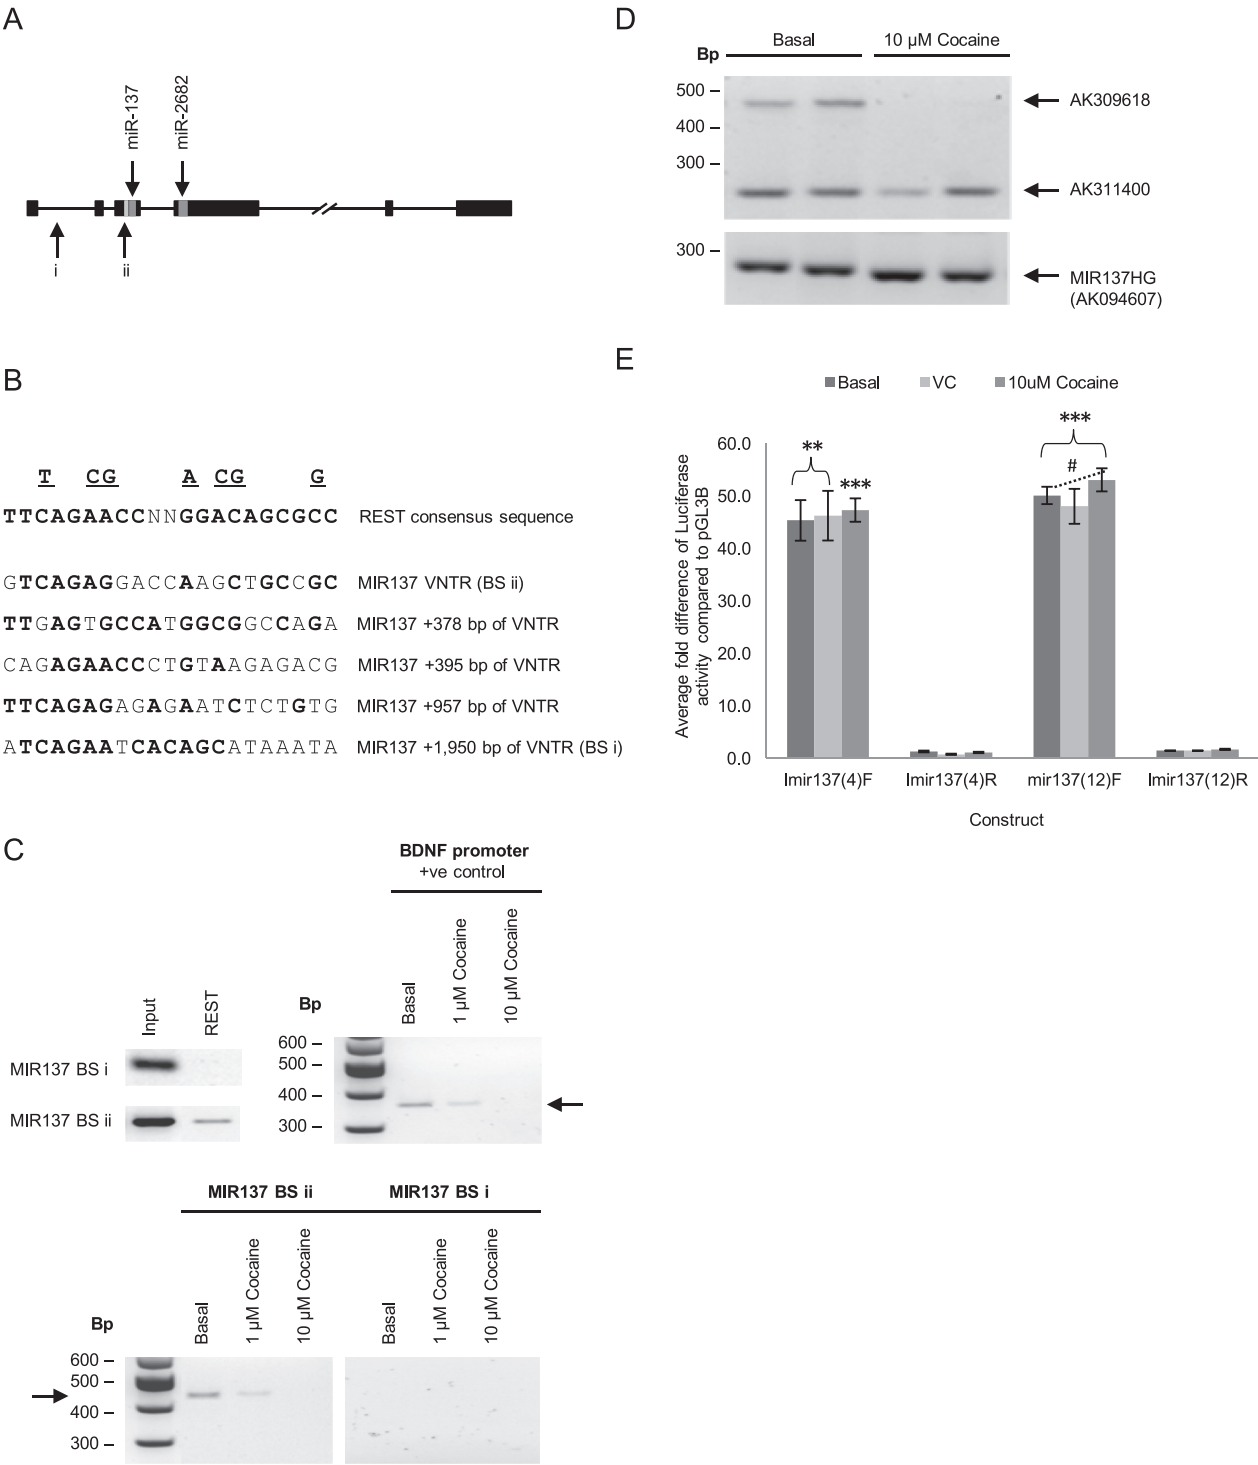 A
miR-137
miR-2682
i
ii
B
T CG A ACG G
TTCAGAACCNNGGACAGCGCC REST consensus sequence
GTCAGAGGACCAAGCTGCCGC MIR137 VNTR (BS ii)
TTGAGTGCCATGGCGGCCAGA MIR137 +378 bp of VNTR
CAGAGAACCCTGTAAGAGACG MIR137 +395 bp of VNTR
TTCAGAGAGAGAATCTCTGTG MIR137 +957 bp of VNTR
ATCAGAATCACAGCATAAATA MIR137 +1,950 bp of VNTR (BS i)
C
Input
REST
MIR137 BS i
MIR137 BS ii
BDNF promoter
+ve control
Basal
1 µM Cocaine
10 µM Cocaine
Bp
600
500
400
300
MIR137 BS ii
MIR137 BS i
Basal
1 µM Cocaine
10 µM Cocaine
Basal
1 µM Cocaine
10 µM Cocaine
Bp
600
500
400
300
D
Basal
10 µM Cocaine
Bp
500
400
300
AK309618
AK311400
300
MIR137HG
(AK094607)
E
Basal VC 10uM Cocaine
Average fold difference of Luciferase
activity compared to pGL3B
60.0
50.0
40.0
30.0
20.0
10.0
0.0
**
***
***
#
Imir137(4)F Imir137(4)R mir137(12)F Imir137(12)R
Construct